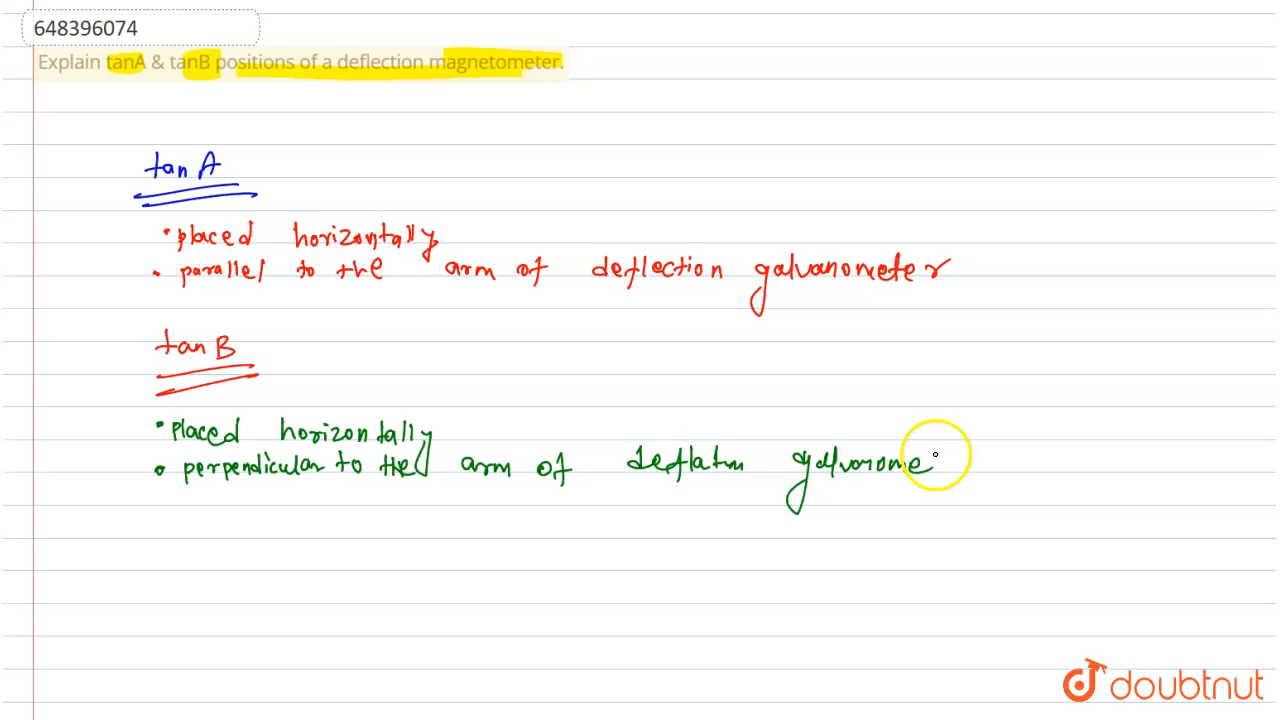 648396074
Explain tanA & tanB positions of a deflection magnetometer.
tan A
• placed horizontally
• parallel to the arm of deflection galvanometer
tan B
• placed horizontally
• perpendicular to the arm of deflatm galvanome
doubtnut